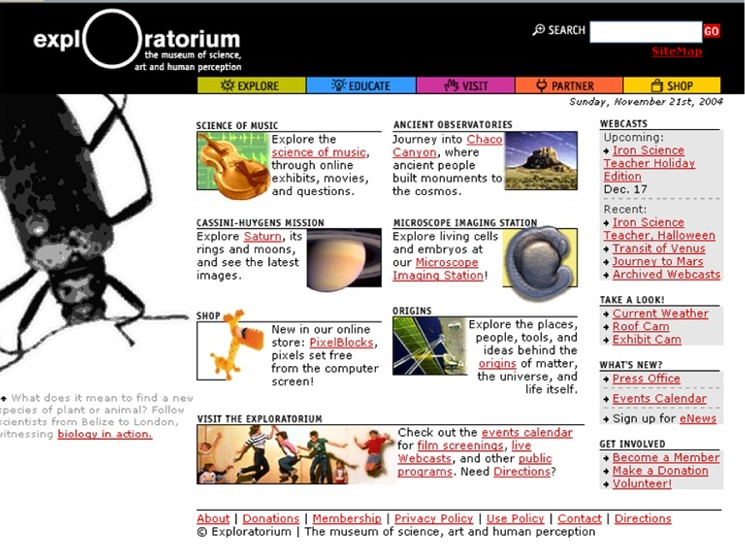 explOratorium
the museum of science,
art and human perception
SEARCH GO
SiteMap
EXPLORE EDUCATE VISIT PARTNER SHOP
Sunday, November 21st, 2004
SCIENCE OF MUSIC
Explore the
science of music,
through online
exhibits, movies,
and questions.
ANCIENT OBSERVATORIES
Journey into Chaco
Canyon, where
ancient people
built monuments to
the cosmos.
CASSINI-HUYGENS MISSION
Explore Saturn, its
rings and moons,
and see the latest
images.
MICROSCOPE IMAGING STATION
Explore living cells
and embryos at
our Microscope
Imaging Station!
SHOP
New in our online
store: PixelBlocks,
pixels set free
from the computer
screen!
ORIGINS
Explore the places,
people, tools, and
ideas behind the
origins of matter,
the universe, and
life itself.
What does it mean to find a new
species of plant or animal? Follow
scientists from Belize to London,
witnessing biology in action.
VISIT THE EXPLORATORIUM
Check out the events calendar
for film screenings, live
Webcasts, and other public
programs. Need Directions?
WEBCASTS
Upcoming:
Iron Science
Teacher Holiday
Edition
Dec. 17
Recent:
Iron Science
Teacher, Halloween
Transit of Venus
Journey to Mars
Archived Webcasts
TAKE A LOOK!
Current Weather
Roof Cam
Exhibit Cam
WHAT'S NEW?
Press Office
Events Calendar
Sign up for eNews
GET INVOLVED
Become a Member
Make a Donation
Volunteer!
About | Donations | Membership | Privacy Policy | Use Policy | Contact | Directions
© Exploratorium | The museum of science, art and human perception